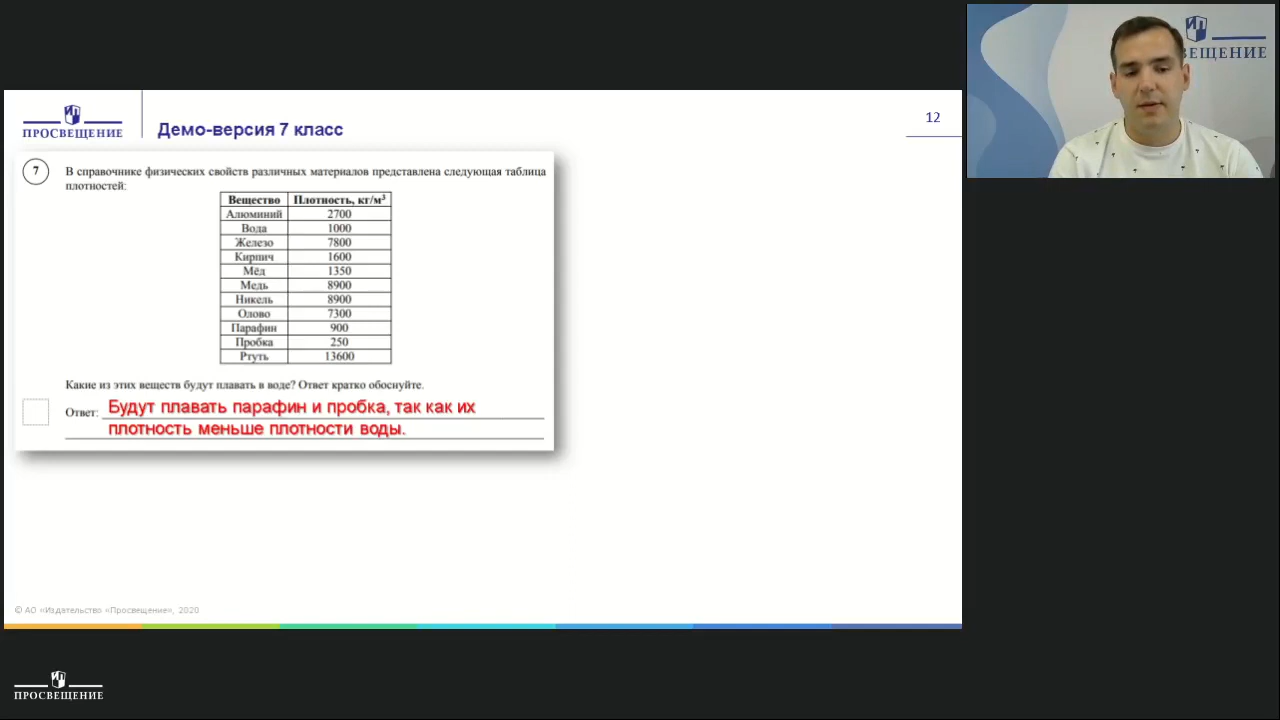 ПРОСВЕЩЕНИЕ
Демо-версия 7 класс
12
7
В справочнике физических свойств различных материалов представлена следующая таблица
плотностей:
Вещество Плотность, кг/м³
Алюминий 2700
Вода 1000
Железо 7800
Кирпич 1600
Мёд 1350
Медь 8900
Никель 8900
Олово 7300
Парафин 900
Пробка 250
Ртуть 13600
Какие из этих веществ будут плавать в воде? Ответ кратко обоснуйте.
Ответ: Будут плавать парафин и пробка, так как их
плотность меньше плотности воды.
© АО «Издательство «Просвещение», 2020
ПРОСВЕЩЕНИЕ
ВЕЩЕНИЕ